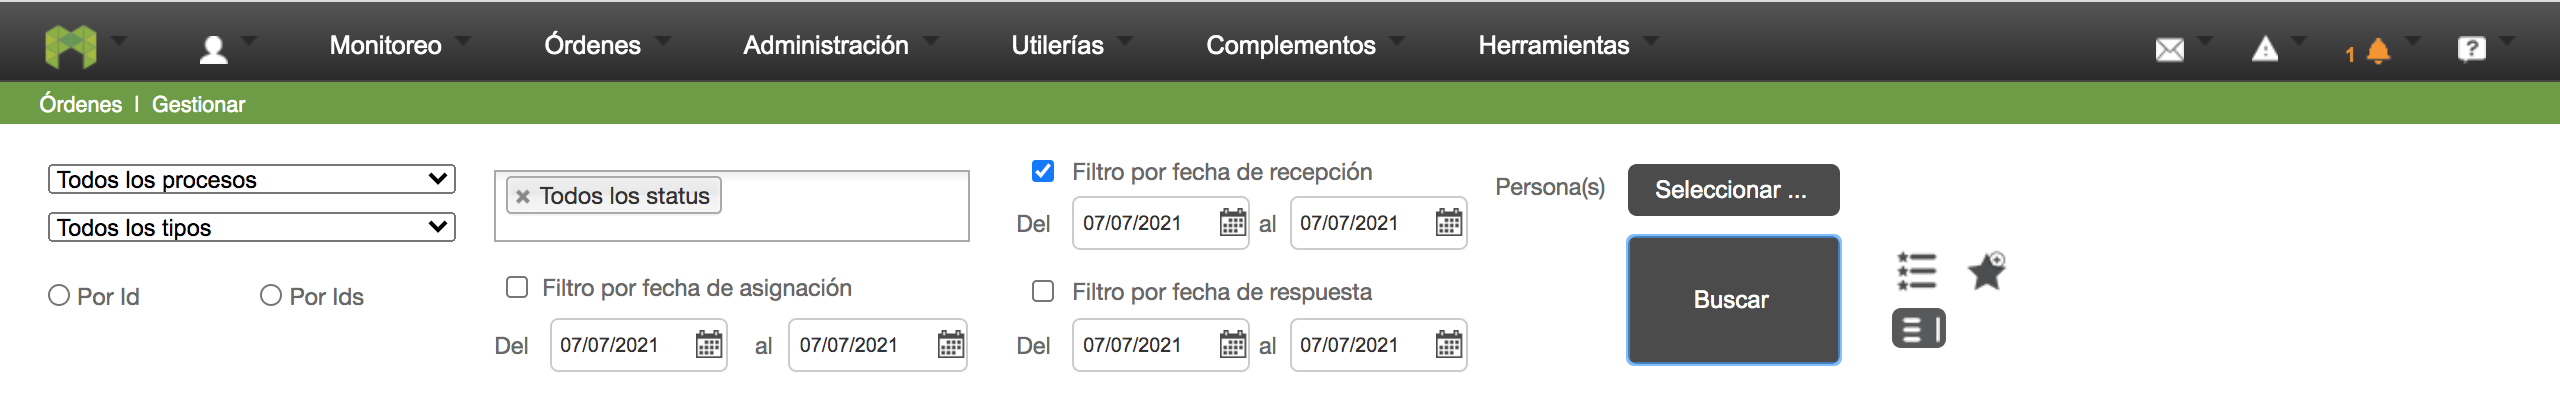 Monitoreo Órdenes Administración Utilerías Complementos Herramientas 1 ?
Órdenes | Gestionar
Todos los procesos
Todos los tipos
Por Id Por Ids
× Todos los status
Filtro por fecha de asignación
Del 07/07/2021 al 07/07/2021
Filtro por fecha de recepción
Del 07/07/2021 al 07/07/2021
Filtro por fecha de respuesta
Del 07/07/2021 al 07/07/2021
Persona(s) Seleccionar ...
Buscar